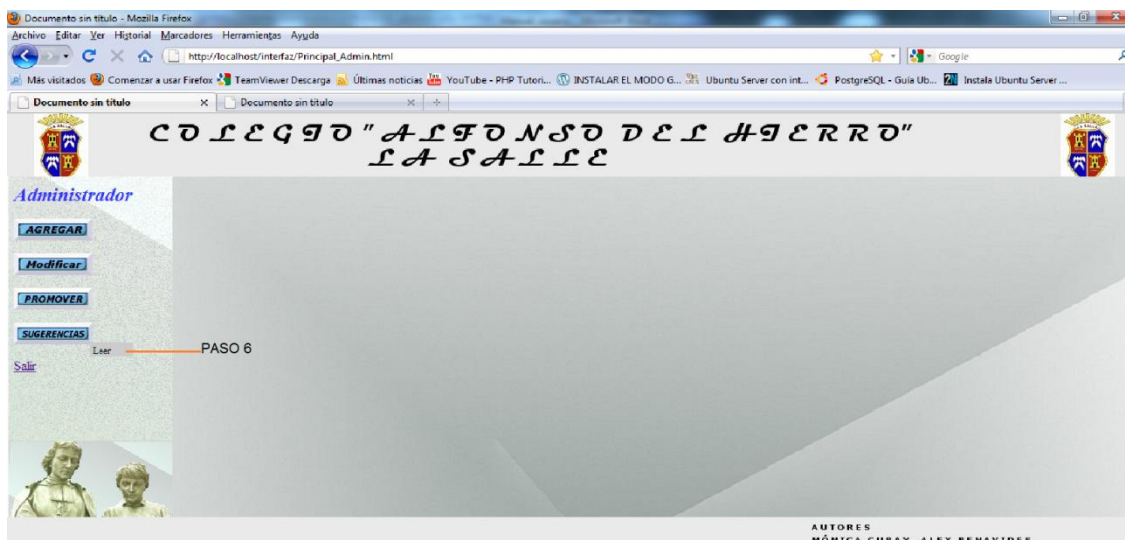 Documento sin título - Mozilla Firefox
Archivo Editar Ver Historial Marcadores Herramientas Ayuda
http://localhost/interfaz/Principal_Admin.html
Google
Más visitados Comenzar a usar Firefox TeamViewer Descarga Últimas noticias YouTube - PHP Tutori... INSTALAR EL MODO G... Ubuntu Server con int... PostgreSQL - Guía Ub... Instala Ubuntu Server ...
Documento sin título Documento sin título
COLEGIO "ALFONSO DEL HIERRO"
LA SALLE
Administrador
AGREGAR
Modificar
PROMOVER
SUGERENCIAS
Leer PASO 6
Salir
AUTORES
MÓNICA ALEX BENAVIDES